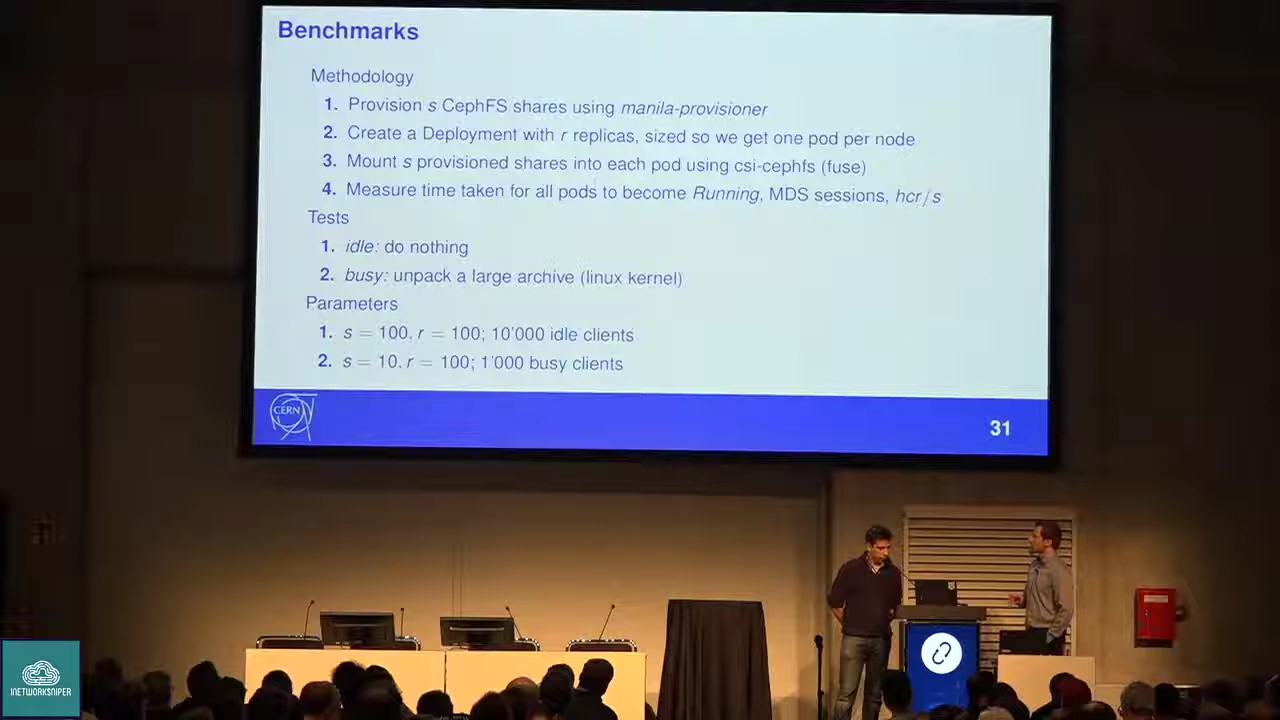 Benchmarks
Methodology
1. Provision s CephFS shares using manila-provisioner
2. Create a Deployment with r replicas, sized so we get one pod per node
3. Mount s provisioned shares into each pod using csi-cephfs (fuse)
4. Measure time taken for all pods to become Running, MDS sessions, hcr/s
Tests
1. idle: do nothing
2. busy: unpack a large archive (linux kernel)
Parameters
1. s = 100, r = 100; 10'000 idle clients
2. s = 10, r = 100; 1'000 busy clients
CERN
31
INETWORKSNIPER